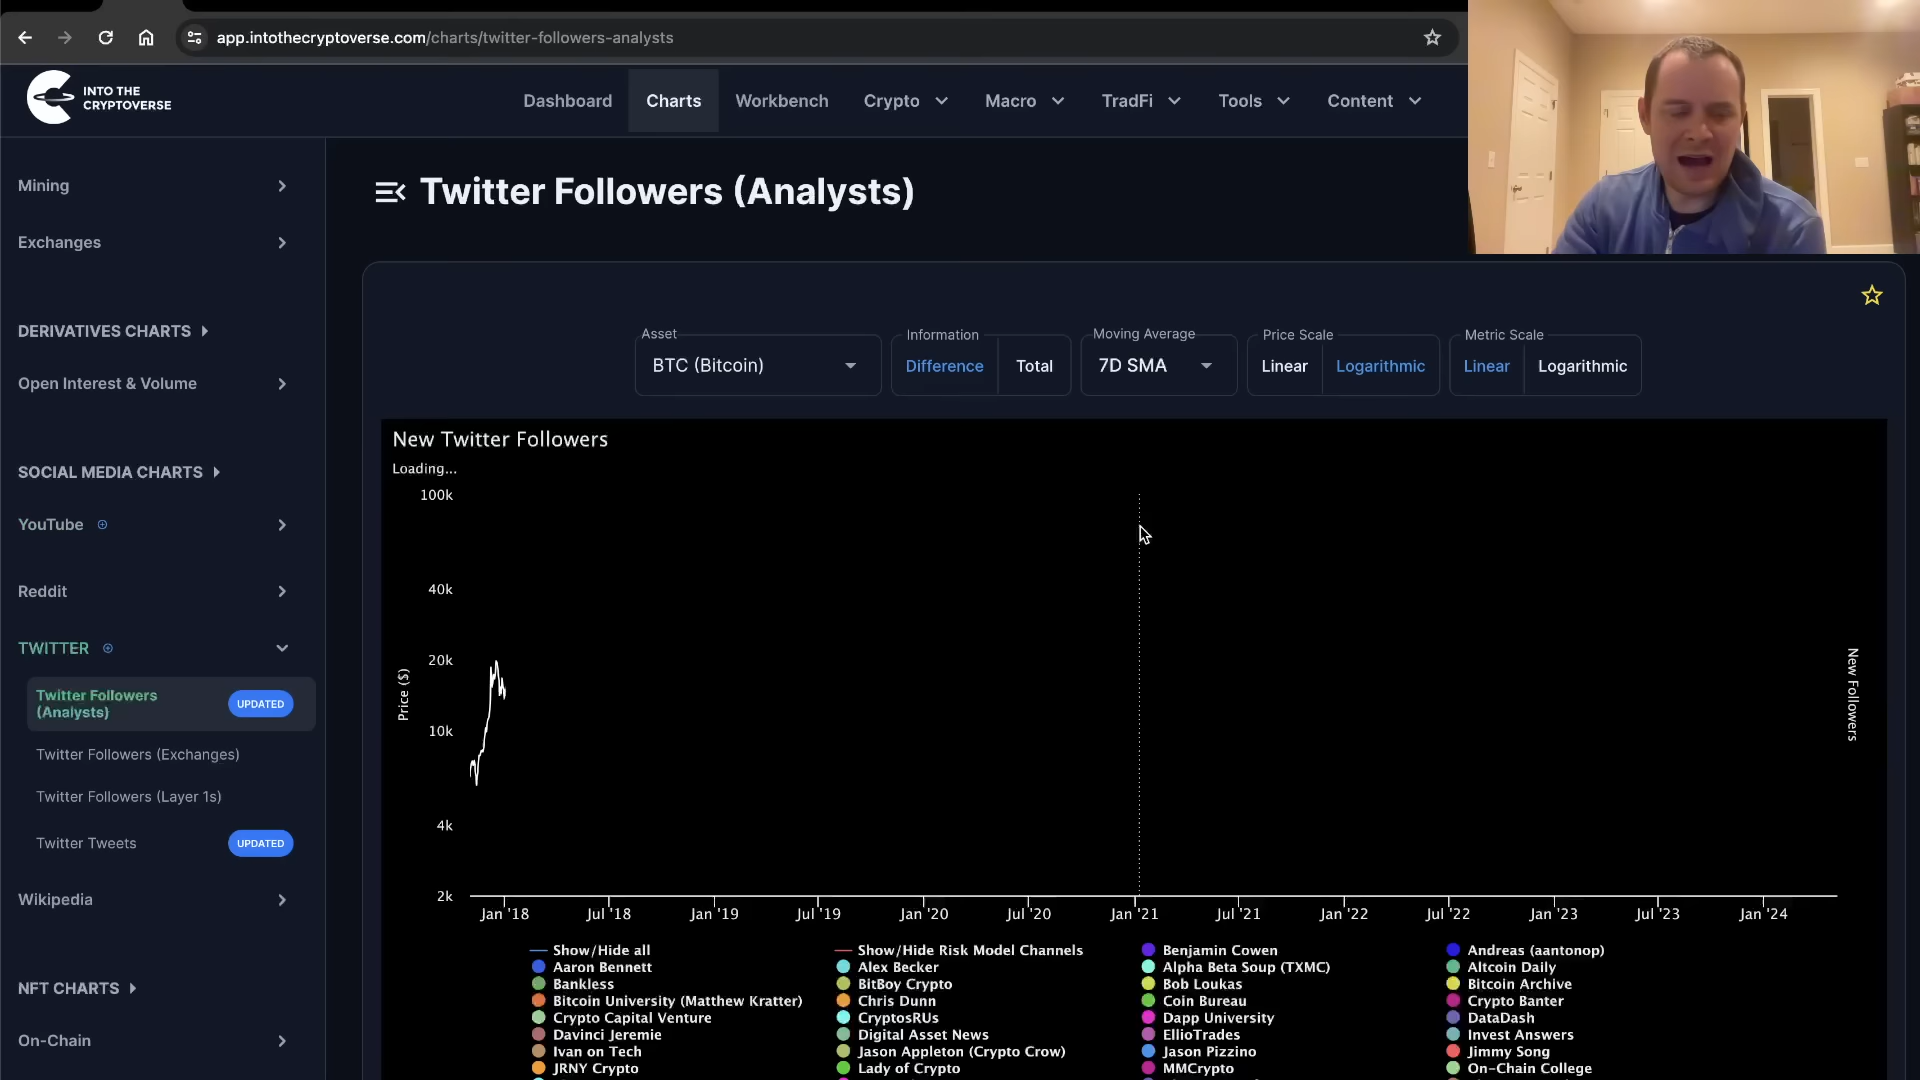 app.intothecryptoverse.com/charts/twitter-followers-analysts
INTO THE
CRYPTOVERSE
Dashboard
Charts
Workbench
Crypto
Macro
TradFi
Tools
Content
Mining
Exchanges
DERIVATIVES CHARTS
Open Interest & Volume
SOCIAL MEDIA CHARTS
YouTube
Reddit
TWITTER
Twitter Followers
(Analysts)
UPDATED
Twitter Followers (Exchanges)
Twitter Followers (Layer 1s)
Twitter Tweets
UPDATED
Wikipedia
NFT CHARTS
On-Chain
Twitter Followers (Analysts)
Asset
BTC (Bitcoin)
Information
Difference
Total
Moving Average
7D SMA
Price Scale
Linear
Logarithmic
Metric Scale
Linear
Logarithmic
New Twitter Followers
Loading...
100k
40k
20k
10k
4k
2k
Price ($)
New Followers
Jan '18
Jul '18
Jan '19
Jul '19
Jan '20
Jul '20
Jan '21
Jul '21
Jan '22
Jul '22
Jan '23
Jul '23
Jan '24
Show/Hide all
Show/Hide Risk Model Channels
Benjamin Cowen
Andreas (aantonop)
Aaron Bennett
Alex Becker
Alpha Beta Soup (TXMC)
Altcoin Daily
Bankless
BitBoy Crypto
Bob Loukas
Bitcoin Archive
Bitcoin University (Matthew Kratter)
Chris Dunn
Coin Bureau
Crypto Banter
Crypto Capital Venture
CryptosRUs
Dapp University
DataDash
Davinci Jeremie
Digital Asset News
EllioTrades
Invest Answers
Ivan on Tech
Jason Appleton (Crypto Crow)
Jason Pizzino
Jimmy Song
JRNY Crypto
Lady of Crypto
MMCrypto
On-Chain College